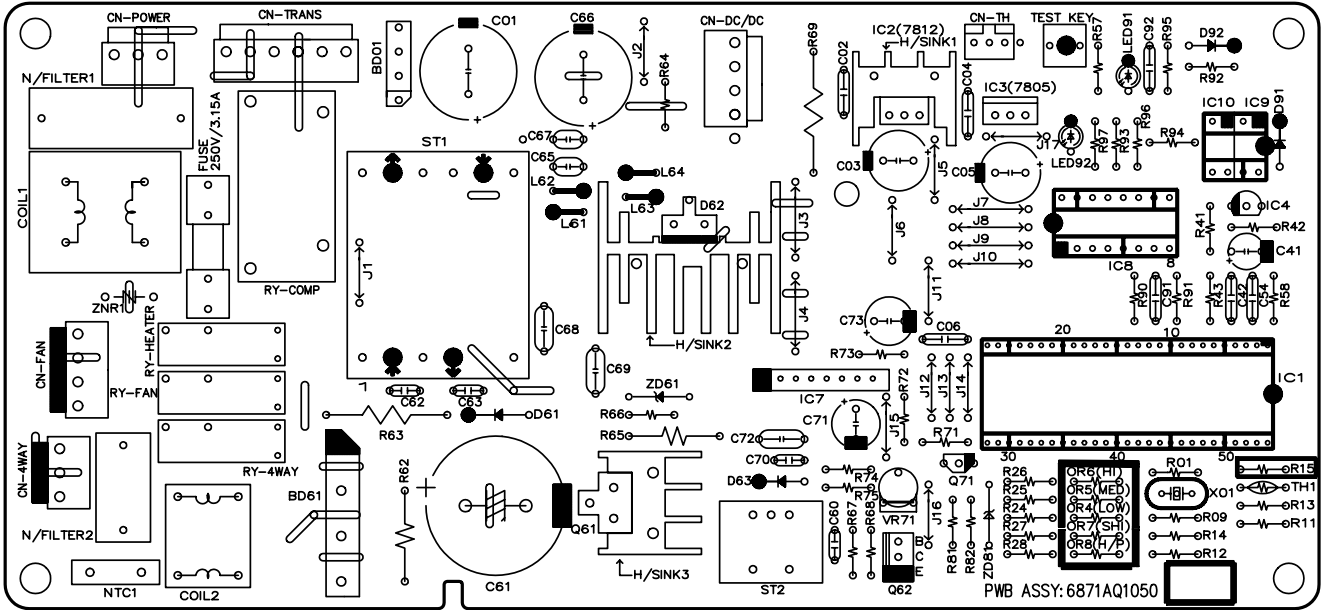 CN-POWER
CN-TRANS
BD01
C01
C66
J2
R64
CN-DC/DC
R69
C02
IC2(7812)
H/SINK1
C04
CN-TH
TEST KEY
R57
LED91
C92
R95
D92
R92
N/FILTER1
FUSE
250V/3.15A
ST1
C67
C65
L62
L61
L64
L63
D62
C03
J5
C05
IC3(7805)
J17
LED92
R97
R93
R96
R94
IC10
IC9
D91
COIL1
J1
J3
J4
J6
J7
J8
J9
J10
J11
IC8
8
R41
IC4
R42
C41
RY-COMP
ZNR1
RY-HEATER
C68
H/SINK2
C73
R73
C06
R90
C91
R91
R43
C42
C54
R58
CN-FAN
RY-FAN
7
C62
C63
C69
ZD61
R66
R65
IC7
C71
J15
R72
J12
J13
J14
R71
20
10
1
IC1
30
40
50
R63
D61
C72
C70
D63
R74
R75
Q71
CN-4WAY
RY-4WAY
BD61
R62
Q61
VR71
J16
R26
R25
R24
R27
R28
OR6(HI)
OR5(MED)
OR4(LOW)
OR7(SHI)
OR8(H/P)
R01
X01
R09
R14
R12
R15
TH1
R13
R11
N/FILTER2
NTC1
COIL2
C61
H/SINK3
ST2
C60
R67
R68
B
C
E
Q62
R81
R82
ZD81
PWB ASSY:6871AQ1050